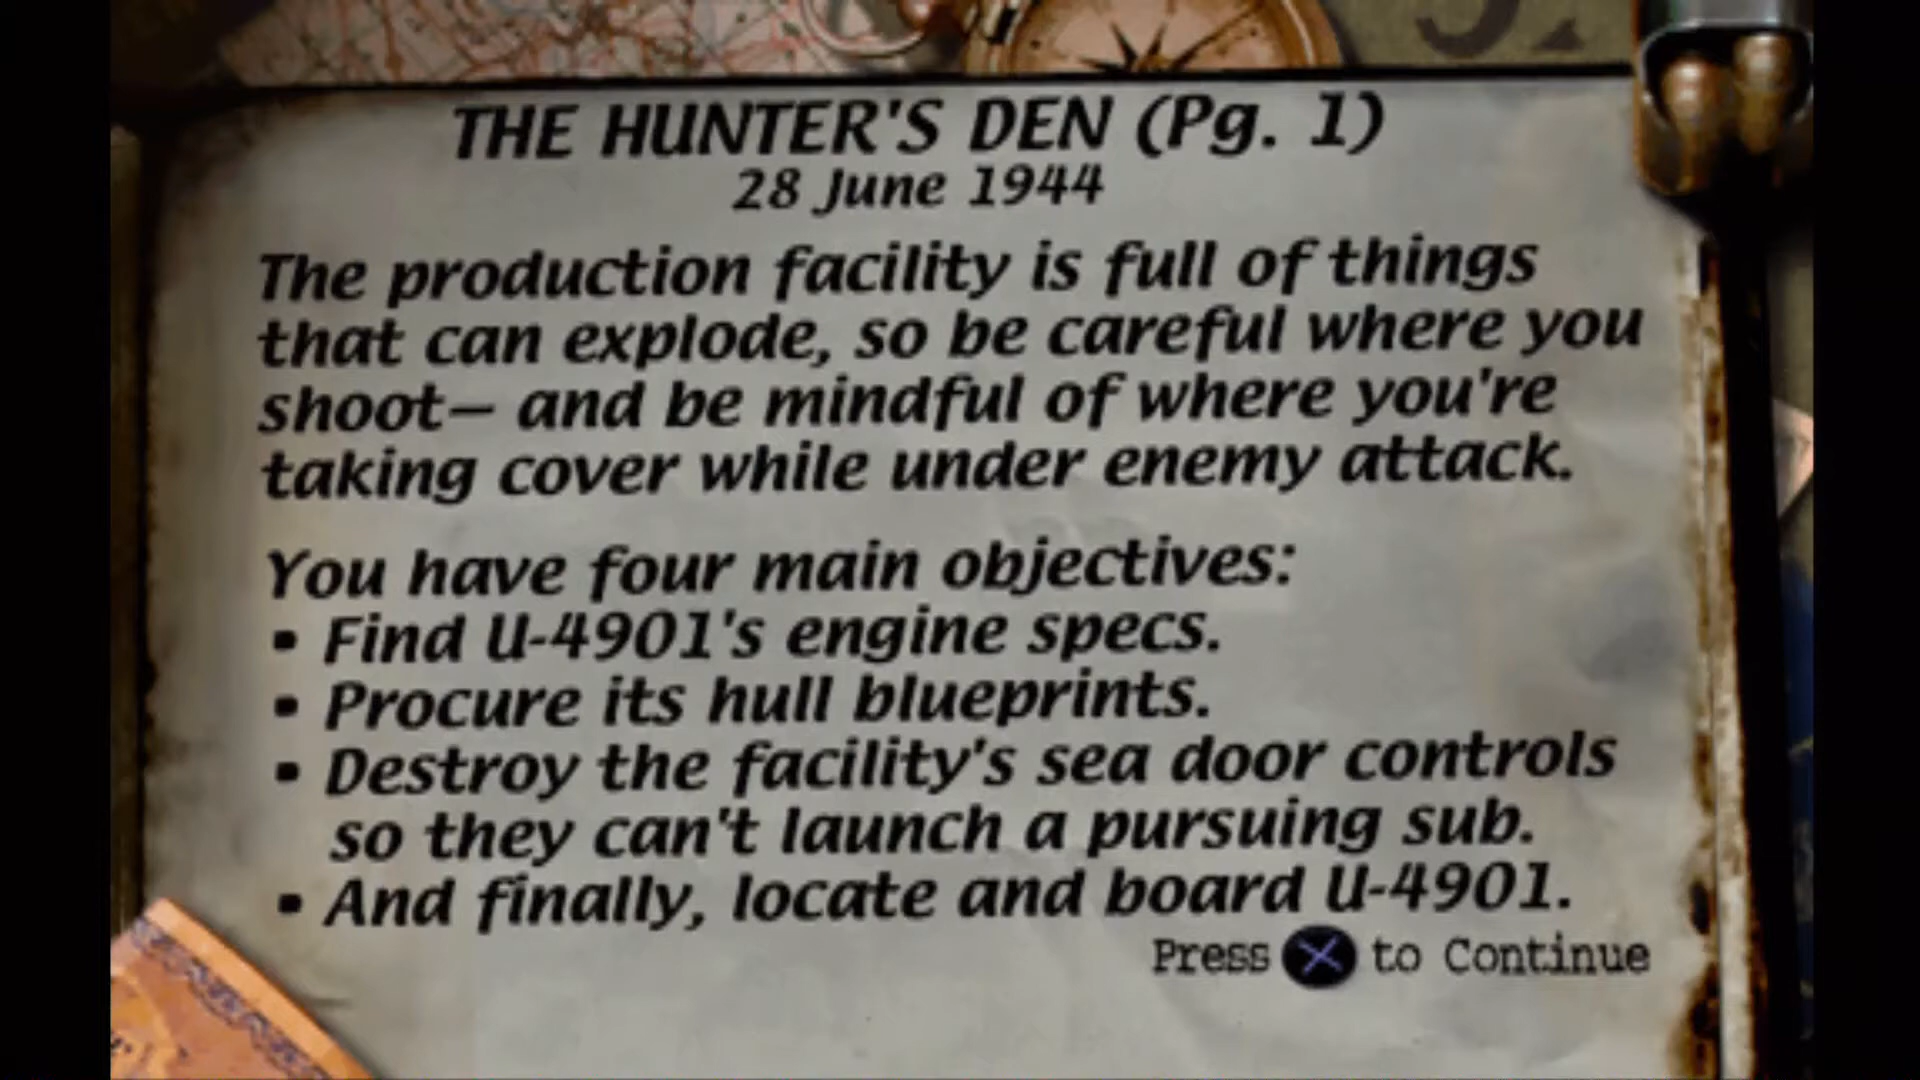 THE HUNTER'S DEN (Pg. 1)
28 June 1944
The production facility is full of things
that can explode, so be careful where you
shoot— and be mindful of where you're
taking cover while under enemy attack.
You have four main objectives:
▪ Find U-4901's engine specs.
▪ Procure its hull blueprints.
▪ Destroy the facility's sea door controls
so they can't launch a pursuing sub.
▪ And finally, locate and board U-4901.
Press X to Continue